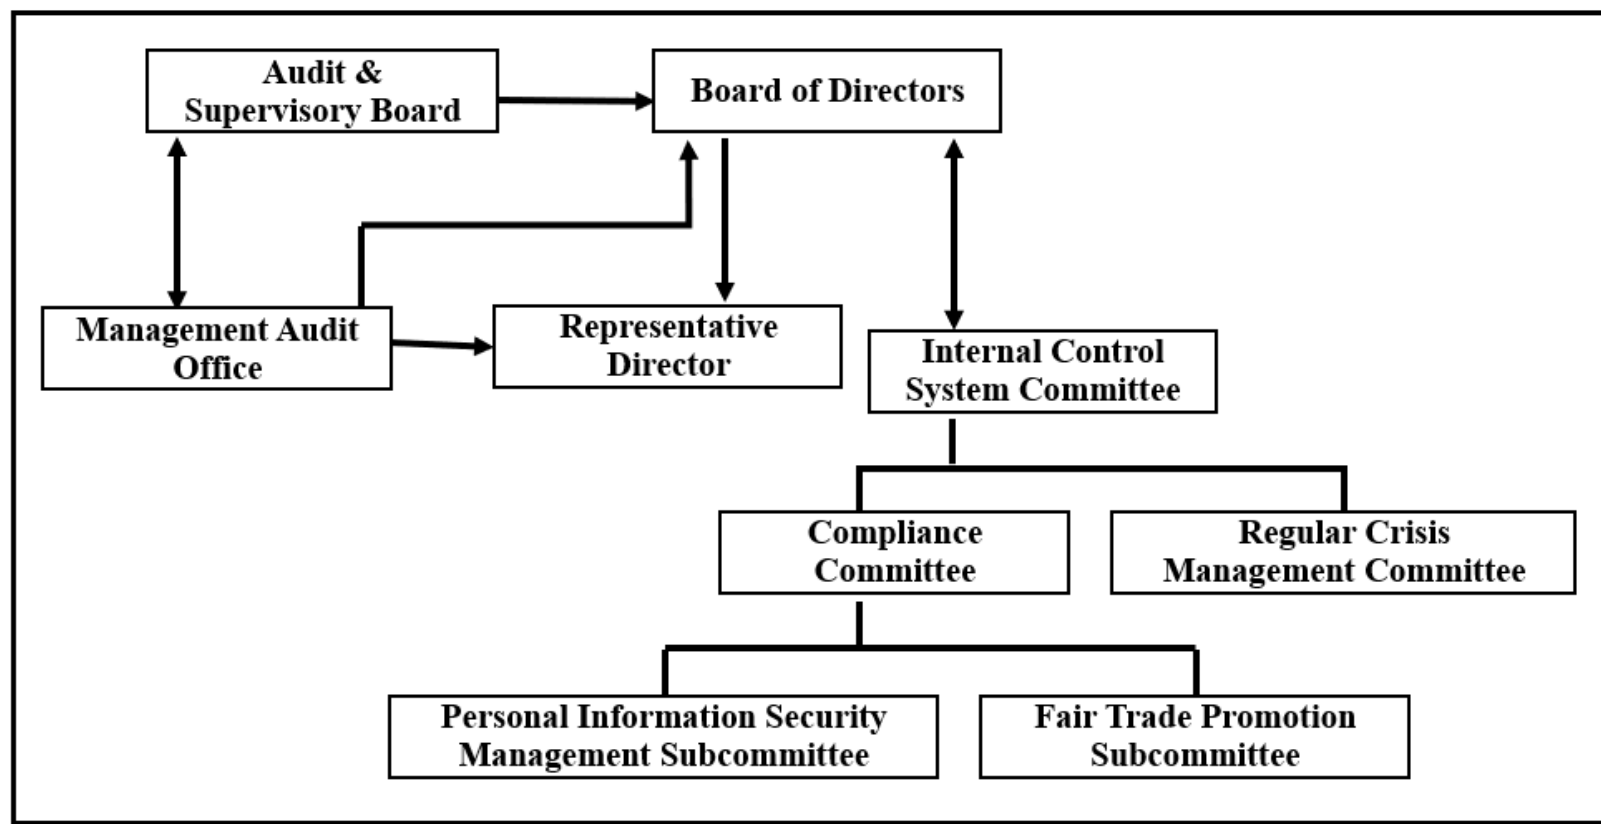 Audit &
Supervisory Board
Board of Directors
Management Audit
Office
Representative
Director
Internal Control
System Committee
Compliance
Committee
Regular Crisis
Management Committee
Personal Information Security
Management Subcommittee
Fair Trade Promotion
Subcommittee